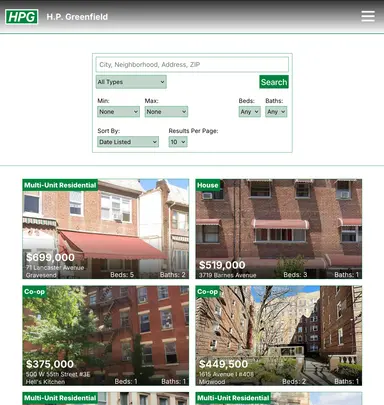 HPG H.P. Greenfield
City, Neighborhood, Address, ZIP
All Types Search
Min: Max: Beds: Baths:
None None Any Any
Sort By: Results Per Page:
Date Listed 10
Multi-Unit Residential
$699,000
71 Lancaster Avenue
Gravesend Beds: 5 Baths: 2
House
$519,000
3719 Barnes Avenue
Beds: 3 Baths: 1
Co-op
$375,000
500 W 55th Street #3E
Hell's Kitchen Beds: 1 Baths: 1
Co-op
$449,500
1615 Avenue I #408
Midwood Beds: 2 Baths: 1
Multi-Unit Residential
Multi-Unit Residential